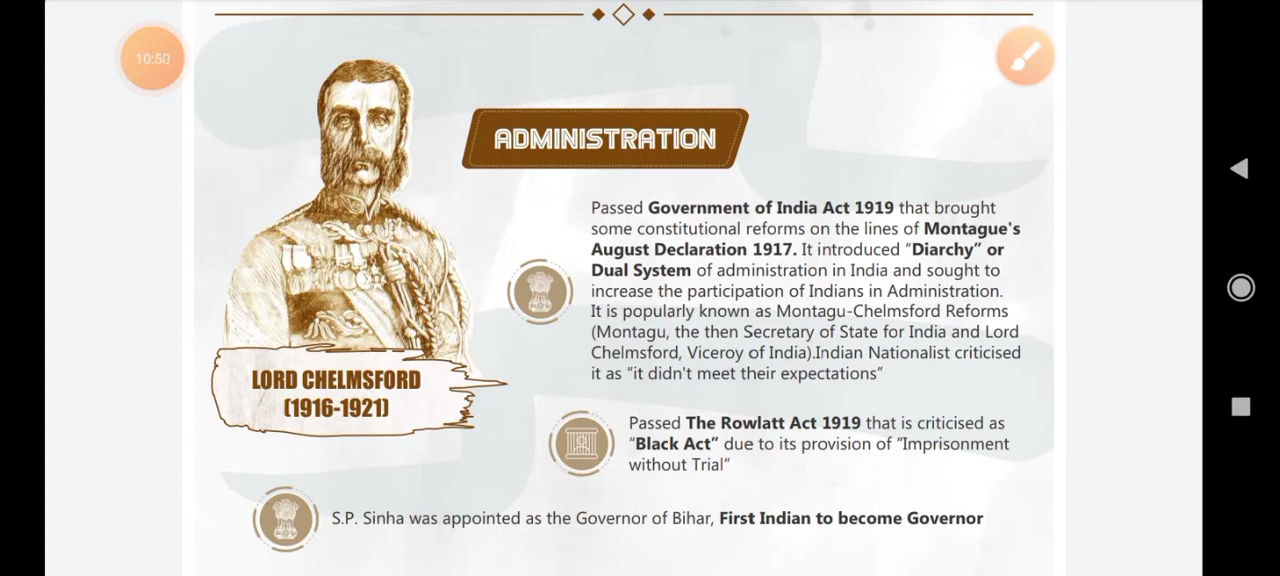 10:50
ADMINISTRATION
Passed Government of India Act 1919 that brought
some constitutional reforms on the lines of Montague's
August Declaration 1917. It introduced “Diarchy” or
Dual System of administration in India and sought to
increase the participation of Indians in Administration.
It is popularly known as Montagu-Chelmsford Reforms
(Montagu, the then Secretary of State for India and Lord
Chelmsford, Viceroy of India).Indian Nationalist criticised
it as “it didn't meet their expectations”
LORD CHELMSFORD
(1916-1921)
Passed The Rowlatt Act 1919 that is criticised as
“Black Act” due to its provision of “Imprisonment
without Trial”
S.P. Sinha was appointed as the Governor of Bihar, First Indian to become Governor